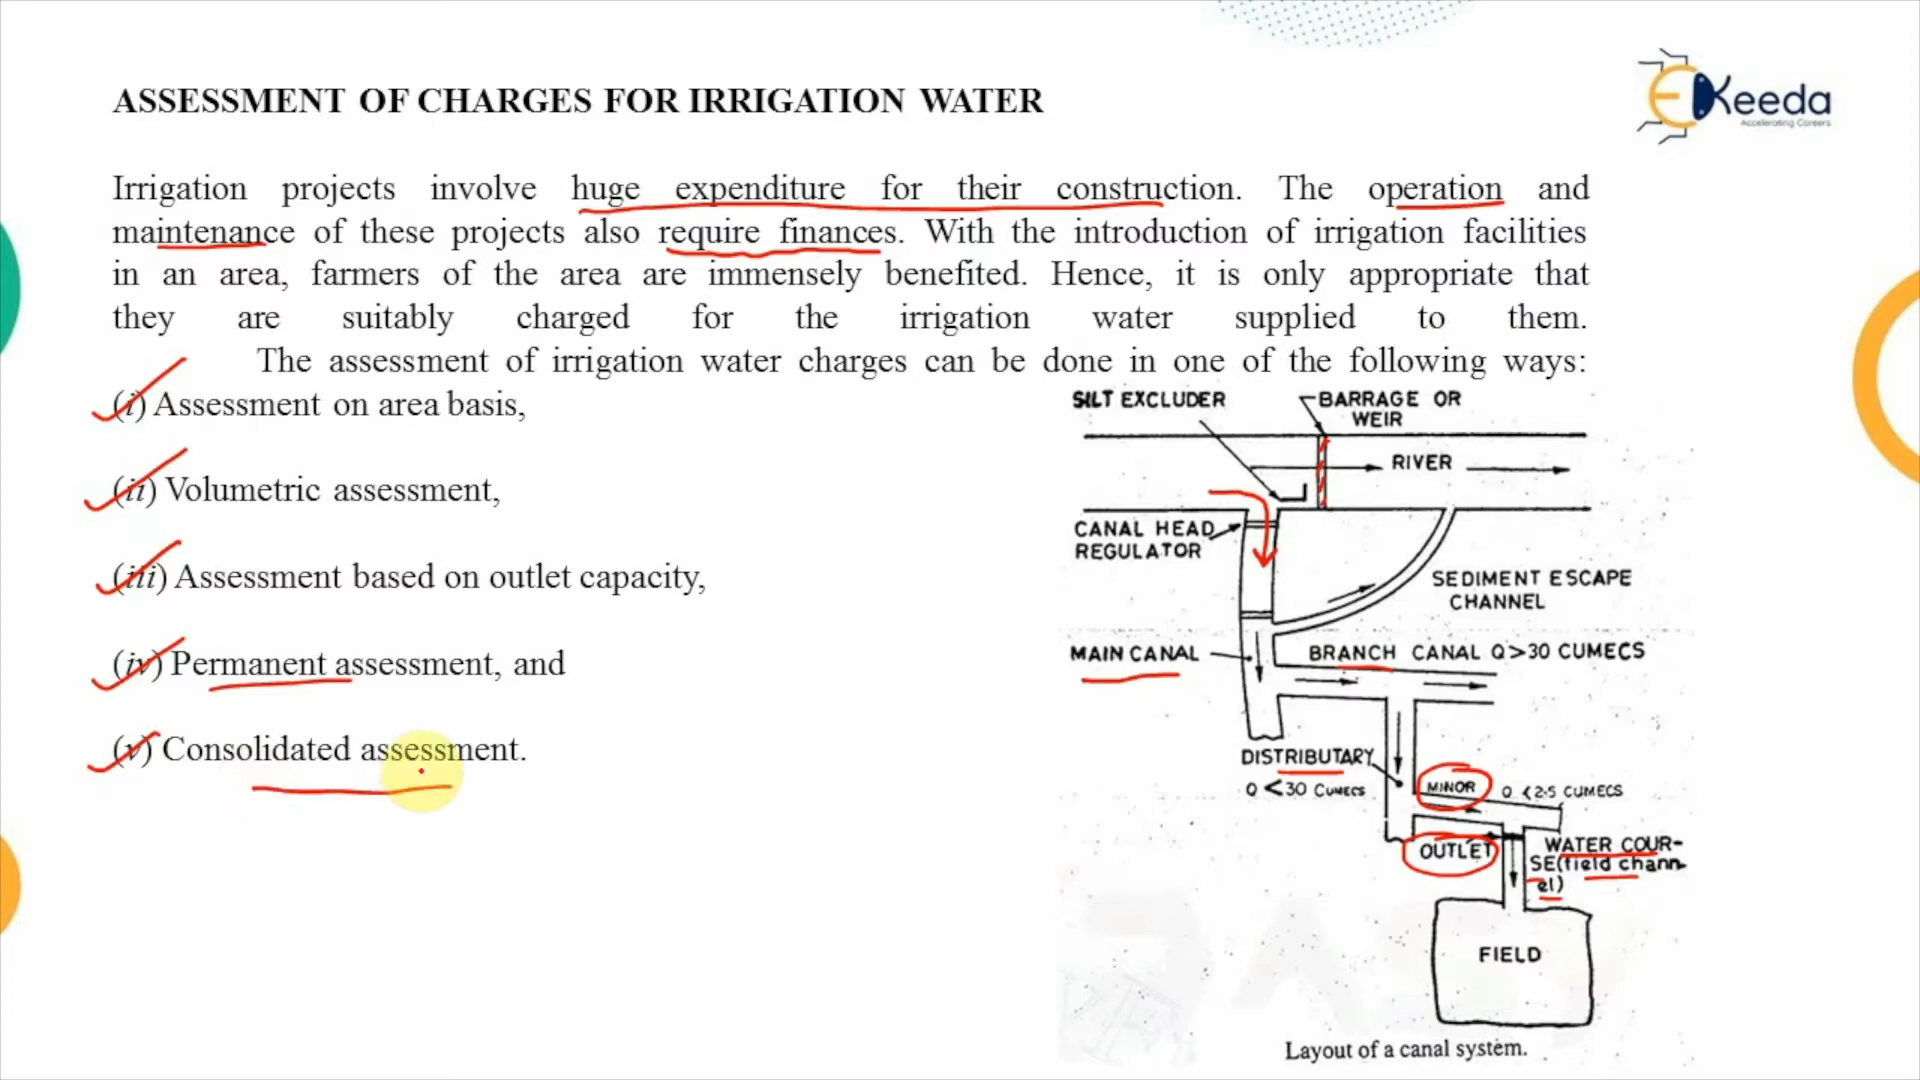 ASSESSMENT OF CHARGES FOR IRRIGATION WATER
Keeda
Accelerating Careers
Irrigation projects involve huge expenditure for their construction. The operation and
maintenance of these projects also require finances. With the introduction of irrigation facilities
in an area, farmers of the area are immensely benefited. Hence, it is only appropriate that
they are suitably charged for the irrigation water supplied to them.
The assessment of irrigation water charges can be done in one of the following ways:
(i) Assessment on area basis,
(ii) Volumetric assessment,
(iii) Assessment based on outlet capacity,
(iv) Permanent assessment, and
(v) Consolidated assessment.
SILT EXCLUDER
BARRAGE OR
WEIR
RIVER
CANAL HEAD
REGULATOR
SEDIMENT ESCAPE
CHANNEL
MAIN CANAL
BRANCH CANAL Q>30 CUMECS
DISTRIBUTARY
Q <30 CUMECS
MINOR Q <2.5 CUMECS
OUTLET
WATER COUR-
SE(field chann-
el)
FIELD
Layout of a canal system.